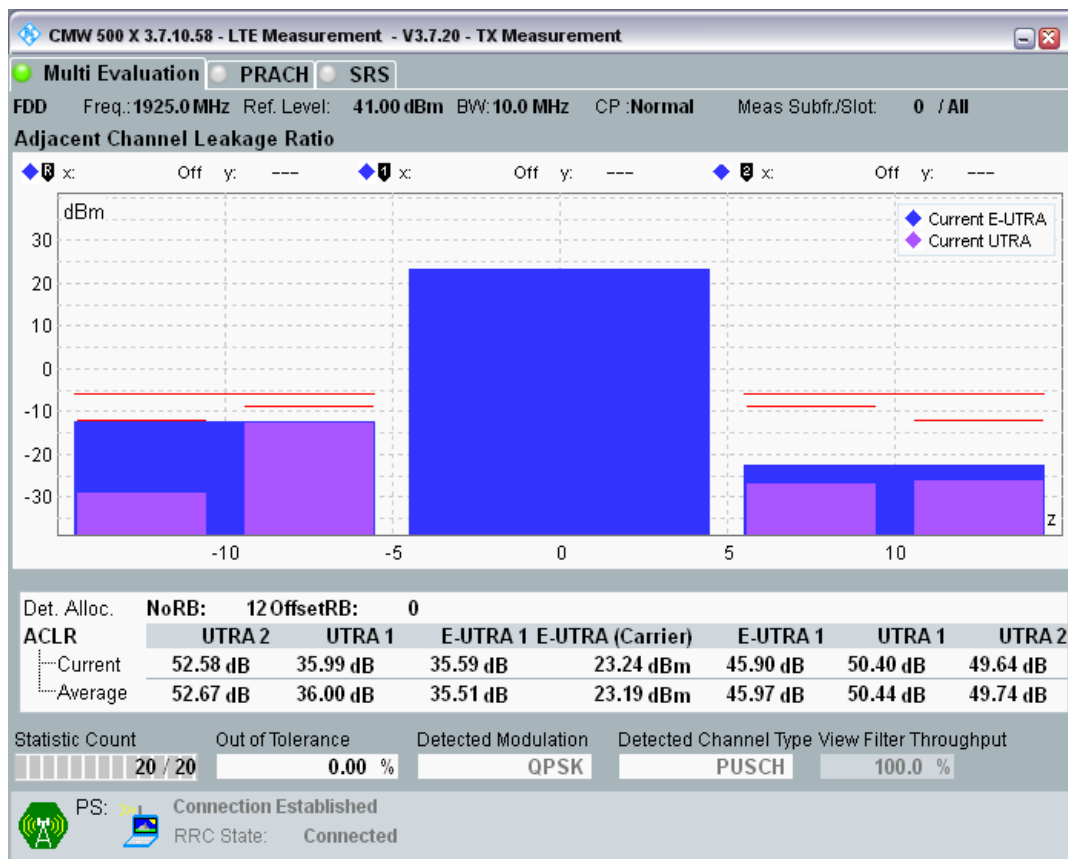 CMW 500 X 3.7.10.58 - LTE Measurement - V3.7.20 - TX Measurement
Multi Evaluation PRACH SRS
FDD Freq.:1925.0 MHz Ref. Level: 41.00 dBm BW:10.0 MHz CP :Normal Meas Subfr./Slot: 0 / All
Adjacent Channel Leakage Ratio
R x: Off y: --- 1 x: Off y: --- 2 x: Off y: ---
dBm
Current E-UTRA
Current UTRA
30
20
10
0
-10
-20
-30
z
-10 -5 0 5 10
Det. Alloc. NoRB: 12 OffsetRB: 0
ACLR UTRA 2 UTRA 1 E-UTRA 1 E-UTRA (Carrier) E-UTRA 1 UTRA 1 UTRA 2
Current 52.58 dB 35.99 dB 35.59 dB 23.24 dBm 45.90 dB 50.40 dB 49.64 dB
Average 52.67 dB 36.00 dB 35.51 dB 23.19 dBm 45.97 dB 50.44 dB 49.74 dB
Statistic Count Out of Tolerance Detected Modulation Detected Channel Type View Filter Throughput
20 / 20 0.00 % QPSK PUSCH 100.0 %
PS: Connection Established
RRC State: Connected